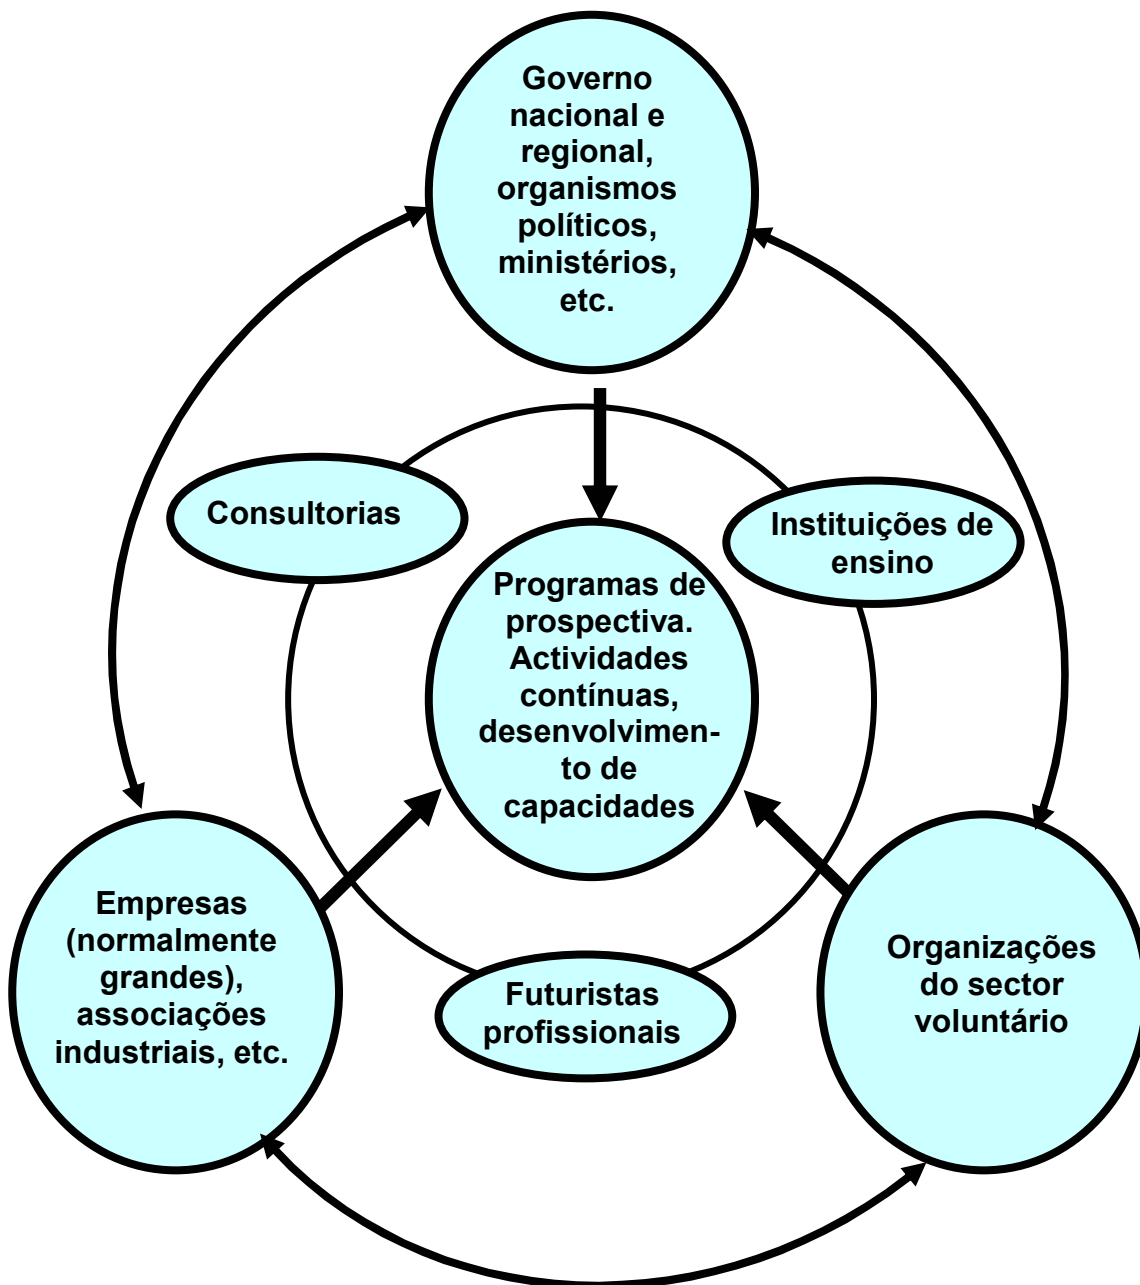 Governo
nacional e
regional,
organismos
políticos,
ministérios,
etc.
Consultorias
Instituições de
ensino
Programas de
prospectiva.
Actividades
contínuas,
desenvolvimen-
to de
capacidades
Empresas
(normalmente
grandes),
associações
industriais, etc.
Futuristas
profissionais
Organizações
do sector
voluntário